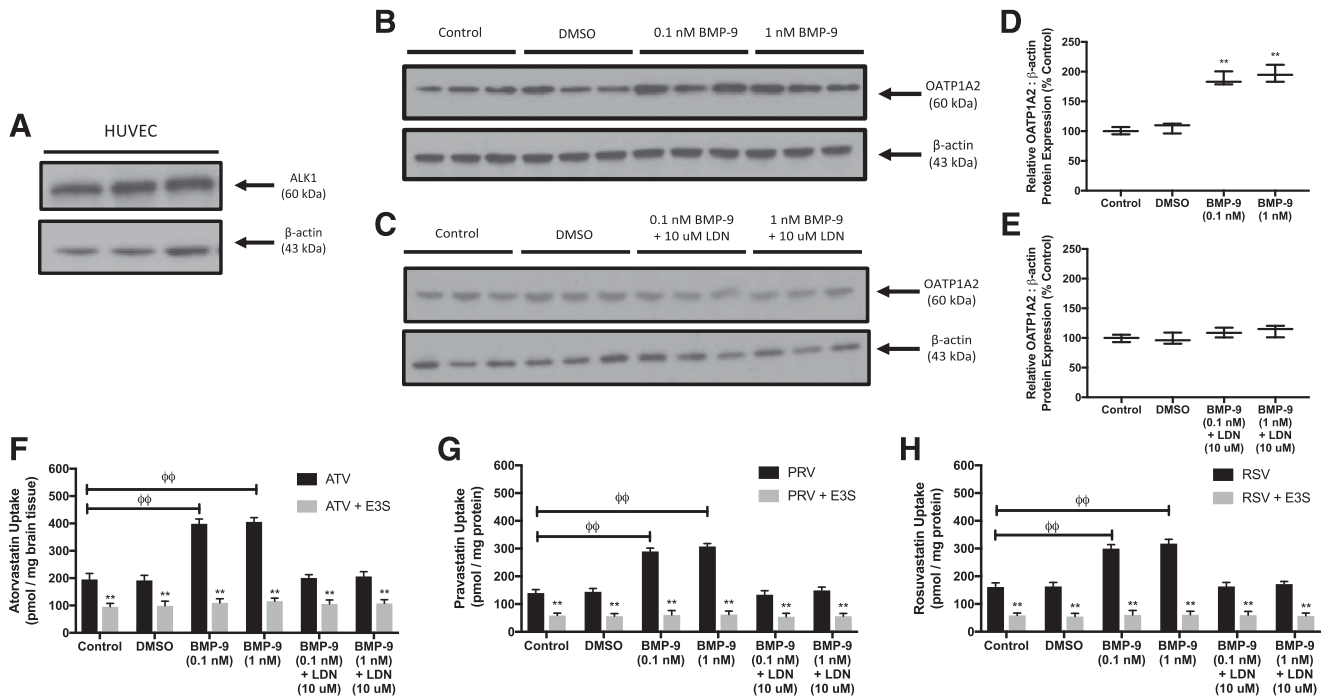 A
HUVEC
ALK1
(60 kDa)
β-actin
(43 kDa)
B
Control
DMSO
0.1 nM BMP-9
1 nM BMP-9
OATP1A2
(60 kDa)
β-actin
(43 kDa)
C
Control
DMSO
0.1 nM BMP-9
+ 10 uM LDN
1 nM BMP-9
+ 10 uM LDN
OATP1A2
(60 kDa)
β-actin
(43 kDa)
D
Relative OATP1A2 : β-actin
Protein Expression (% Control)
250
200
150
100
50
0
**
**
Control
DMSO
BMP-9
(0.1 nM)
BMP-9
(1 nM)
E
Relative OATP1A2 : β-actin
Protein Expression (% Control)
250
200
150
100
50
0
Control
DMSO
BMP-9
(0.1 nM)
+ LDN
(10 uM)
BMP-9
(1 nM)
+ LDN
(10 uM)
F
Atorvastatin Uptake
(pmol / mg brain tissue)
600
500
400
300
200
100
0
ϕϕ
ϕϕ
ATV
ATV + E3S
**
**
**
**
**
**
Control
DMSO
BMP-9
(0.1 nM)
BMP-9
(1 nM)
BMP-9
(0.1 nM)
+ LDN
(10 uM)
BMP-9
(1 nM)
+ LDN
(10 uM)
G
Pravastatin Uptake
(pmol / mg protein)
600
500
400
300
200
100
0
ϕϕ
ϕϕ
PRV
PRV + E3S
**
**
**
**
**
**
Control
DMSO
BMP-9
(0.1 nM)
BMP-9
(1 nM)
BMP-9
(0.1 nM)
+ LDN
(10 uM)
BMP-9
(1 nM)
+ LDN
(10 uM)
H
Rosuvastatin Uptake
(pmol / mg protein)
600
500
400
300
200
100
0
ϕϕ
ϕϕ
RSV
RSV + E3S
**
**
**
**
**
**
Control
DMSO
BMP-9
(0.1 nM)
BMP-9
(1 nM)
BMP-9
(0.1 nM)
+ LDN
(10 uM)
BMP-9
(1 nM)
+ LDN
(10 uM)